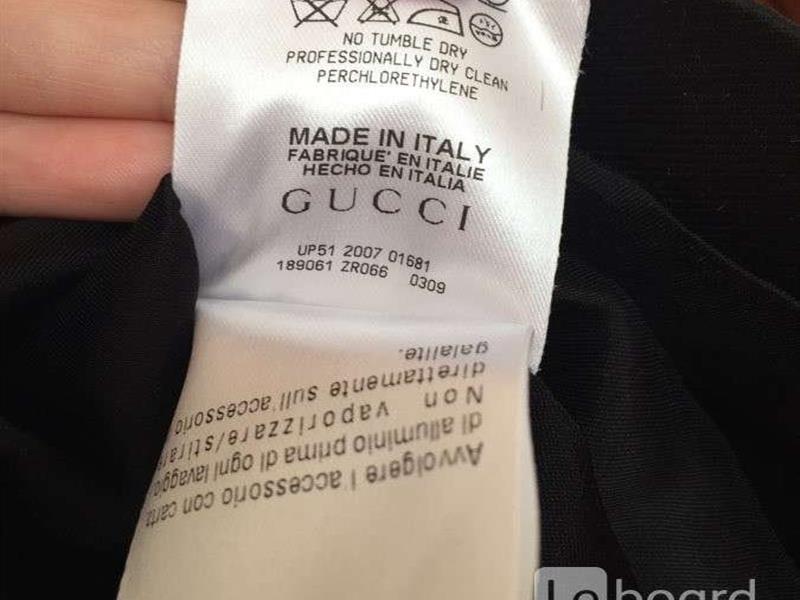 NO TUMBLE DRY
PROFESSIONALLY DRY CLEAN
PERCHLORETHYLENE
MADE IN ITALY
FABRIQUE' EN ITALIE
HECHO EN ITALIA
GUCCI
UP51 2007 01681
189061 ZR066 0309
Avvolgere l'accessorio con carta
di alluminio prima di ogni lavaggio
Non vaporizzare/stirare
direttamente sull'accessorio
galalite.